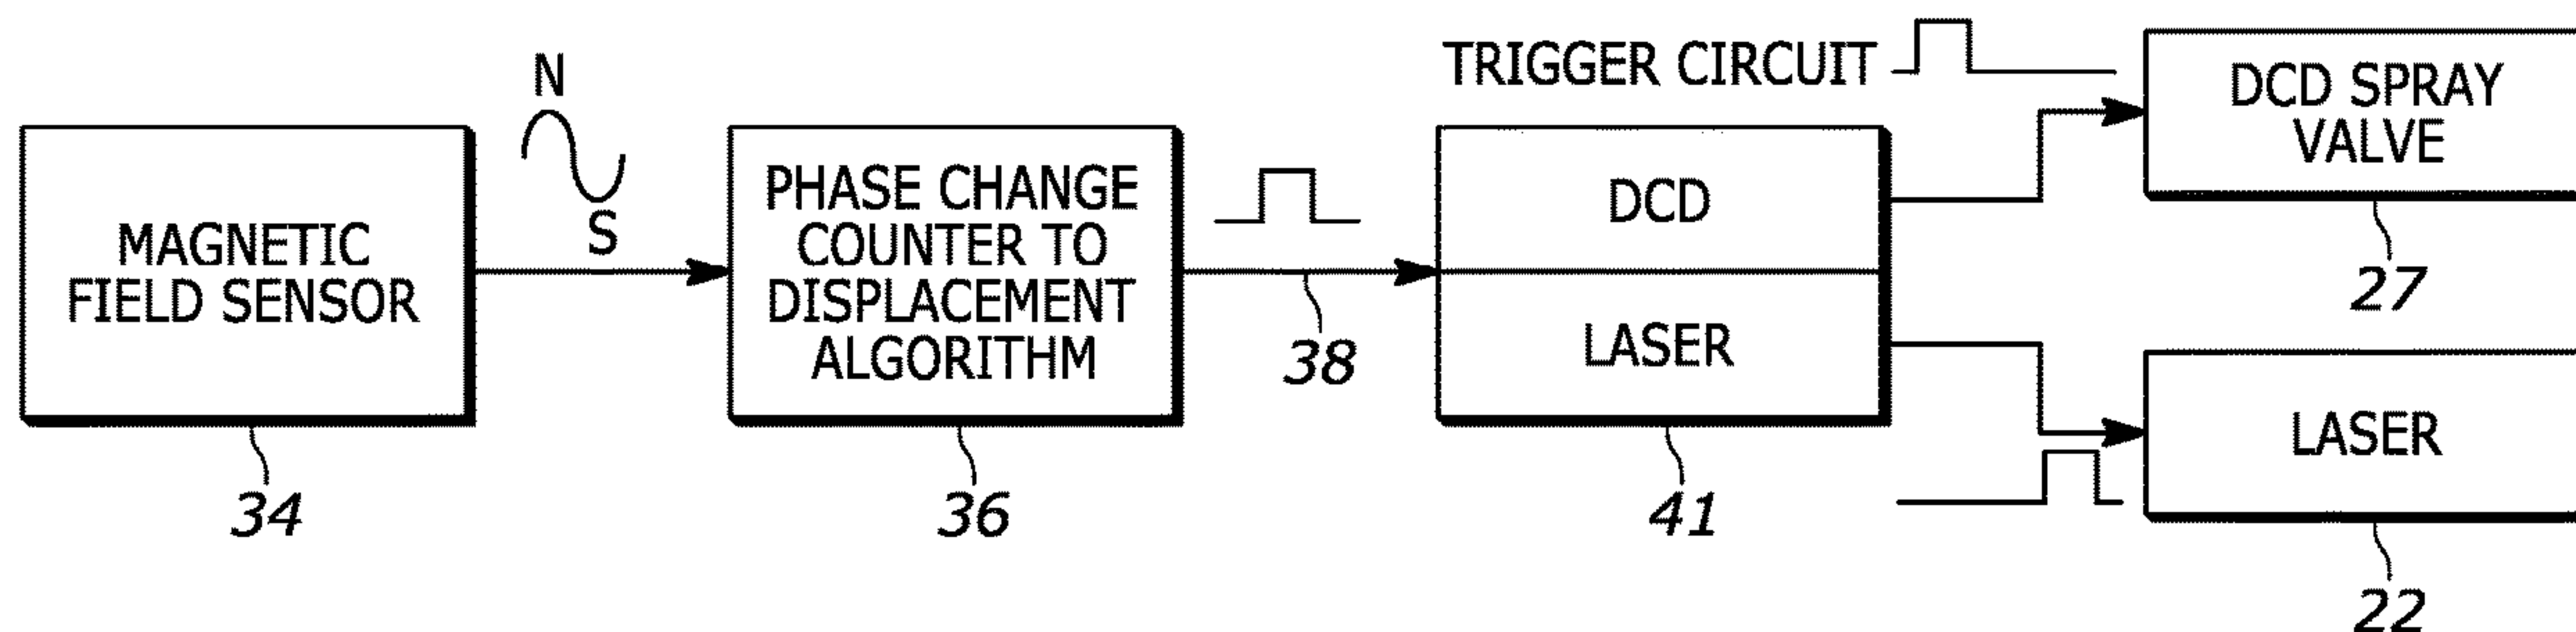 N
S
MAGNETIC
FIELD SENSOR
34
PHASE CHANGE
COUNTER TO
DISPLACEMENT
ALGORITHM
36
38
TRIGGER CIRCUIT
DCD
LASER
41
DCD SPRAY
VALVE
27
LASER
22